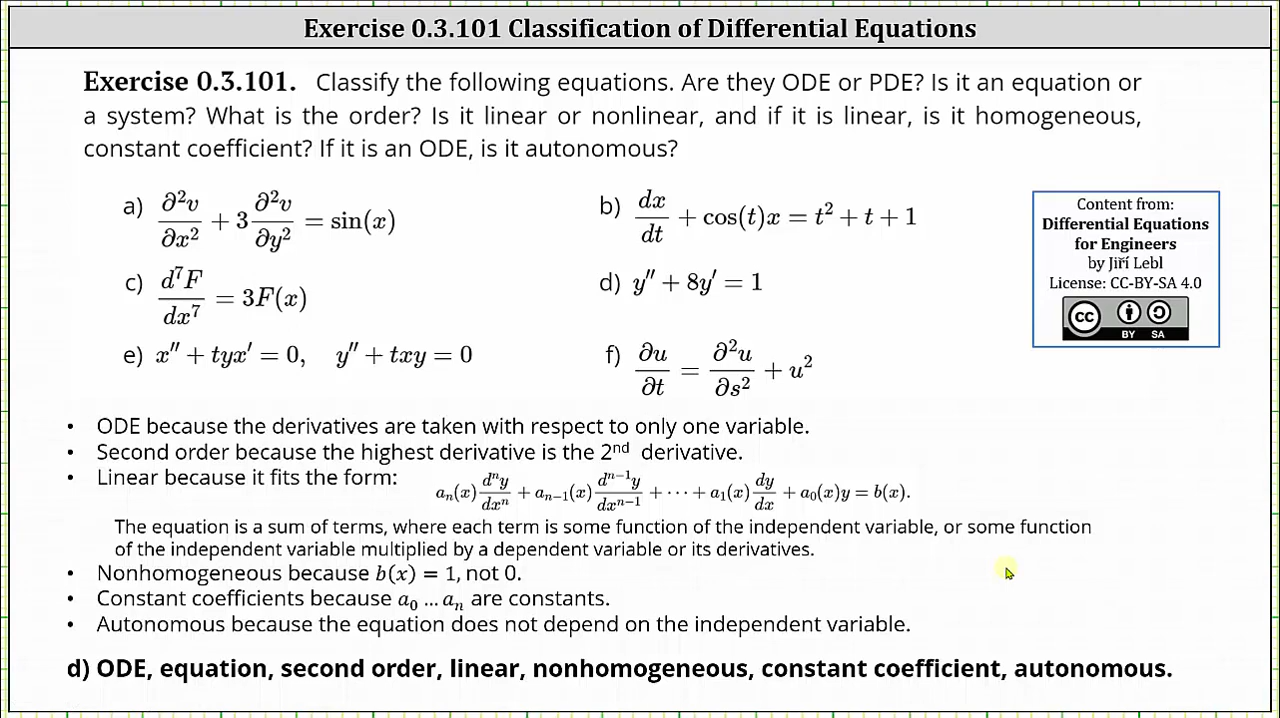 Exercise 0.3.101 Classification of Differential Equations
Exercise 0.3.101. Classify the following equations. Are they ODE or PDE? Is it an equation or
a system? What is the order? Is it linear or nonlinear, and if it is linear, is it homogeneous,
constant coefficient? If it is an ODE, is it autonomous?
a) ∂²v/∂x² + 3 ∂²v/∂y² = sin(x)
b) dx/dt + cos(t)x = t² + t + 1
c) d⁷F/dx⁷ = 3F(x)
d) y″ + 8y′ = 1
e) x″ + tyx′ = 0, y″ + txy = 0
f) ∂u/∂t = ∂²u/∂s² + u²
Content from:
Differential Equations
for Engineers
by Jiří Lebl
License: CC-BY-SA 4.0
cc
BY SA
• ODE because the derivatives are taken with respect to only one variable.
• Second order because the highest derivative is the 2ⁿᵈ derivative.
• Linear because it fits the form: aₙ(x) dⁿy/dxⁿ + aₙ₋₁(x) dⁿ⁻¹y/dxⁿ⁻¹ + ⋯ + a₁(x) dy/dx + a₀(x)y = b(x).
The equation is a sum of terms, where each term is some function of the independent variable, or some function
of the independent variable multiplied by a dependent variable or its derivatives.
• Nonhomogeneous because b(x) = 1, not 0.
• Constant coefficients because a₀ … aₙ are constants.
• Autonomous because the equation does not depend on the independent variable.
d) ODE, equation, second order, linear, nonhomogeneous, constant coefficient, autonomous.